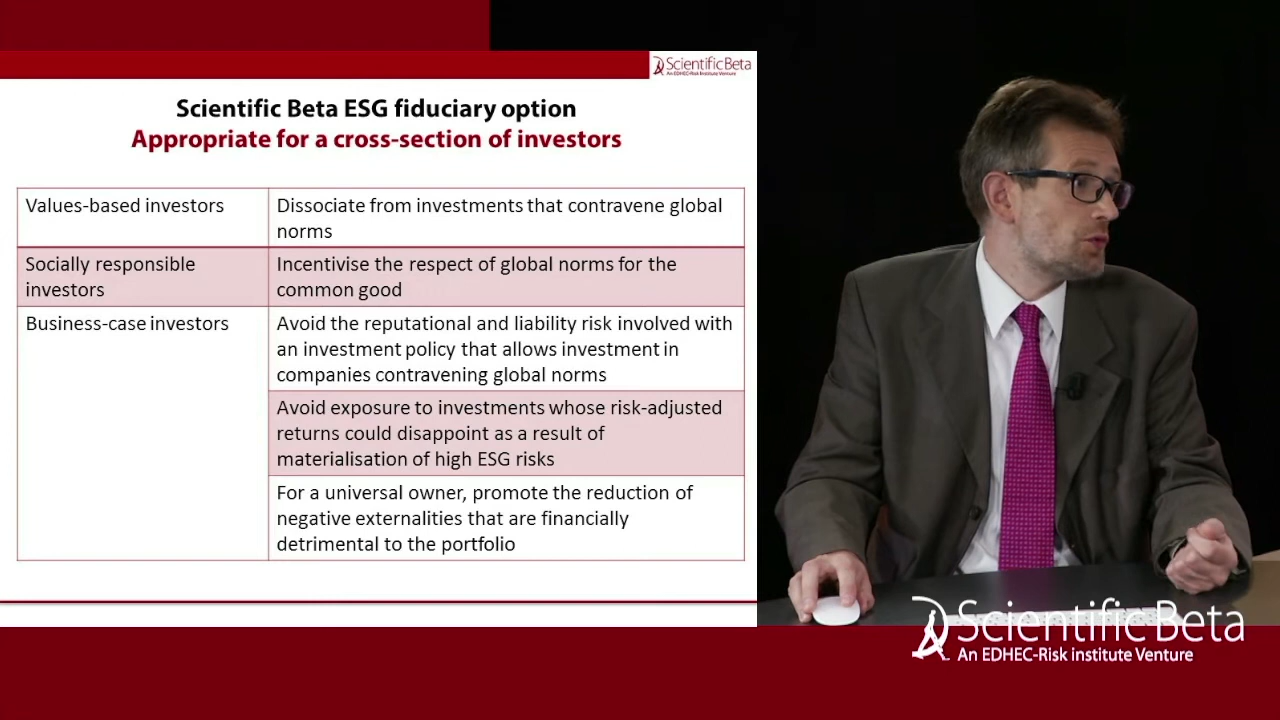 ScientificBeta
An EDHEC-Risk Institute Venture
Scientific Beta ESG fiduciary option
Appropriate for a cross-section of investors
Values-based investors
Dissociate from investments that contravene global
norms
Socially responsible
investors
Incentivise the respect of global norms for the
common good
Business-case investors
Avoid the reputational and liability risk involved with
an investment policy that allows investment in
companies contravening global norms
Avoid exposure to investments whose risk-adjusted
returns could disappoint as a result of
materialisation of high ESG risks
For a universal owner, promote the reduction of
negative externalities that are financially
detrimental to the portfolio
Scientific Beta
An EDHEC-Risk institute Venture